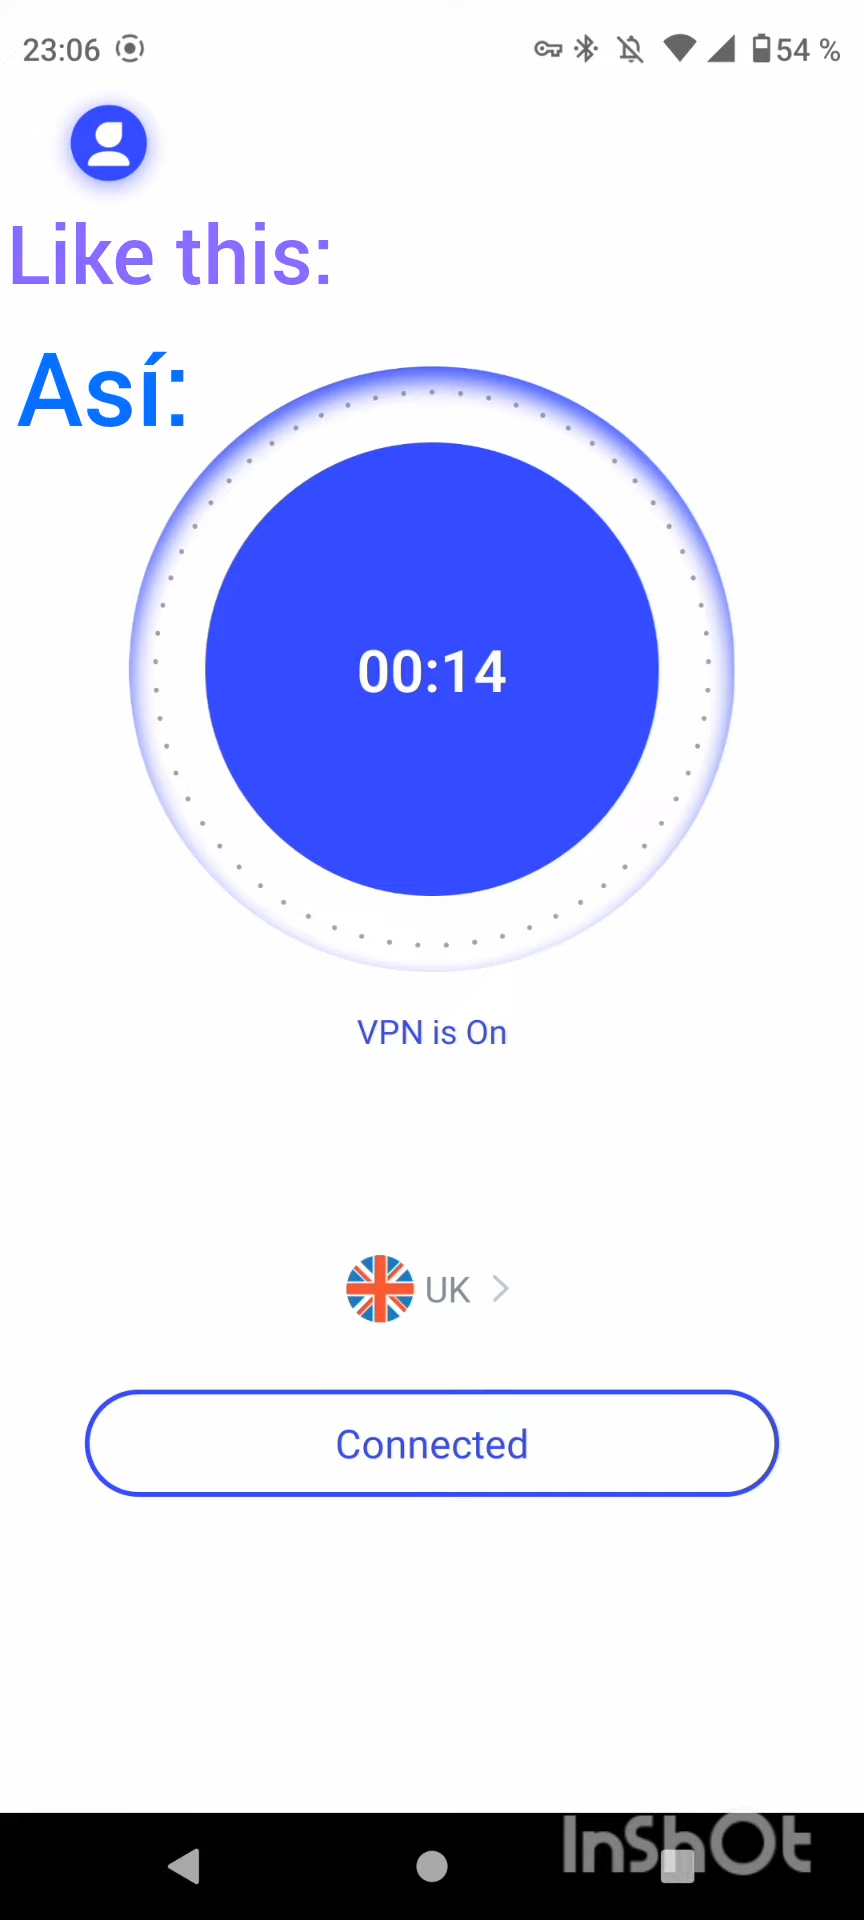 23:06 54 %
Like this:
Así:
00:14
VPN is On
UK
Connected
InShOt